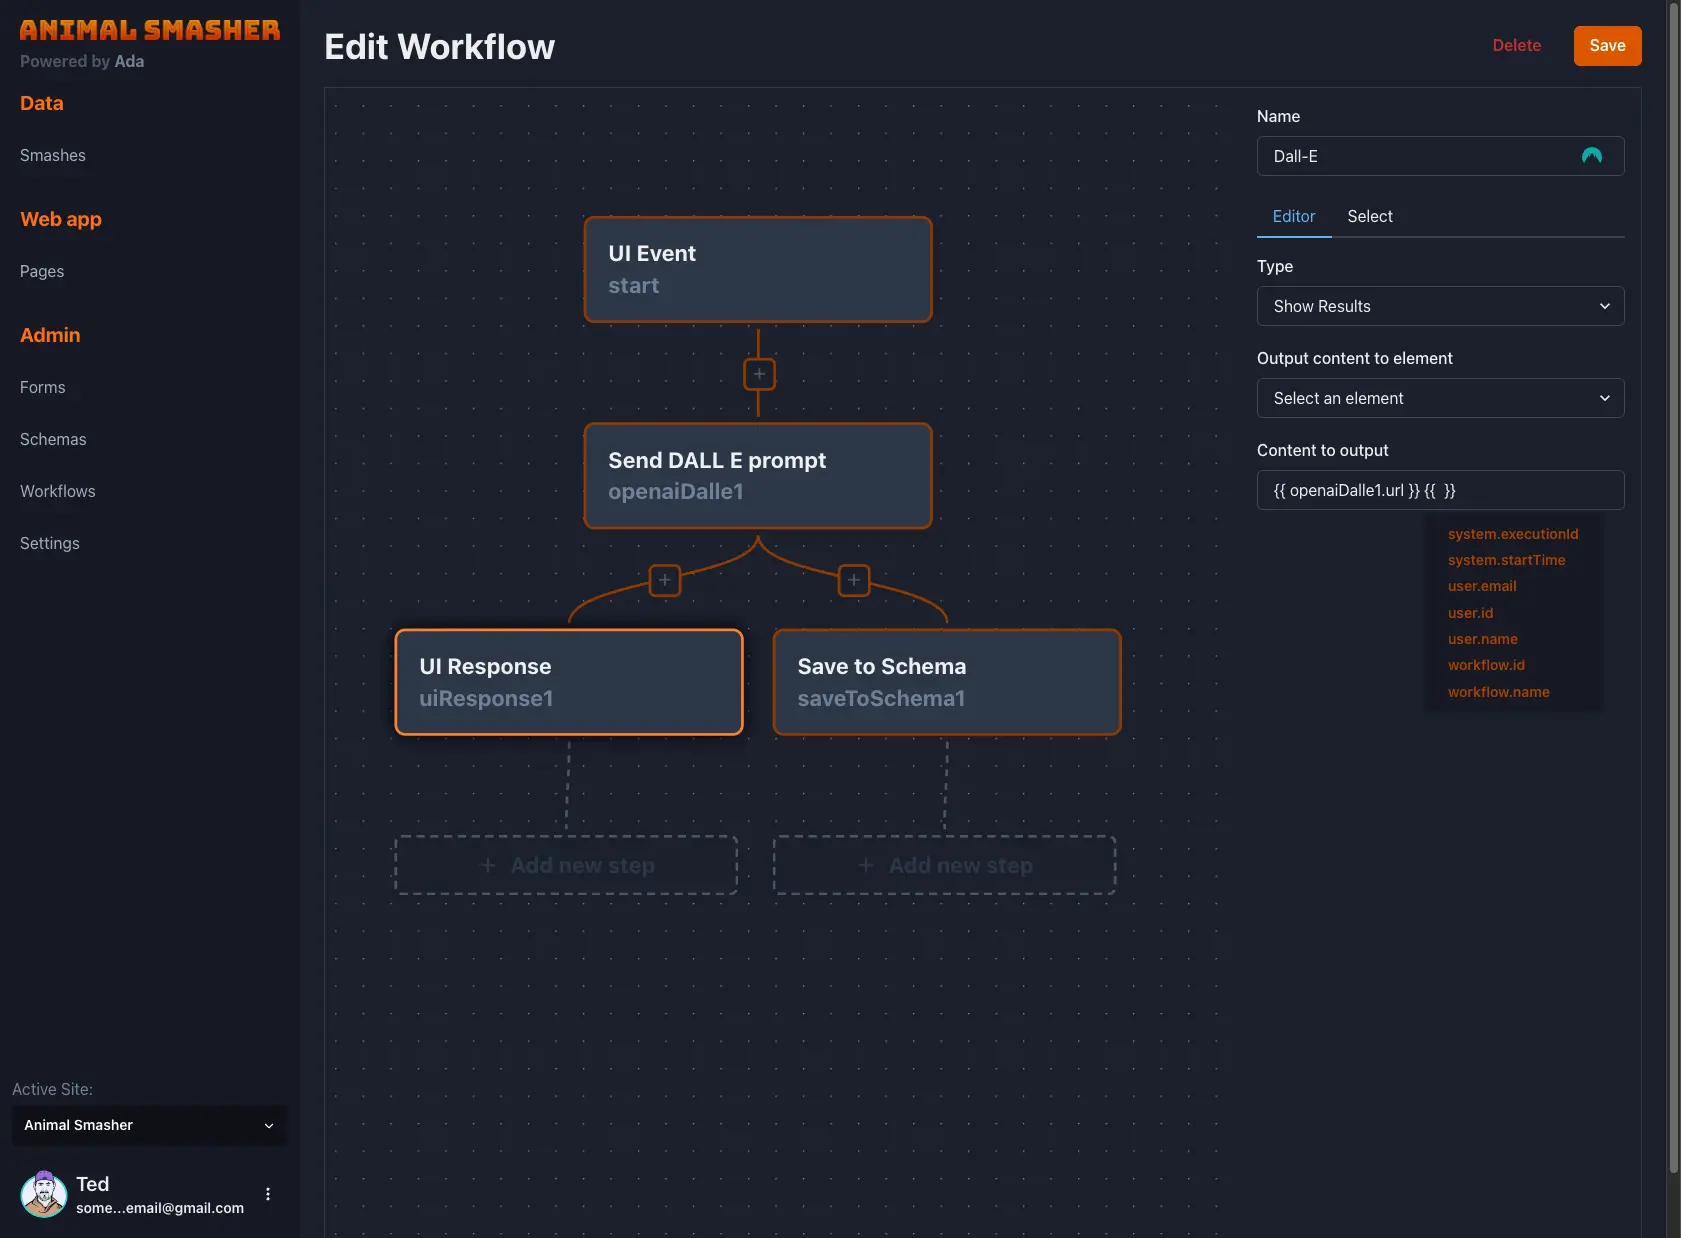 ANIMAL SMASHER
Powered by Ada
Data
Smashes
Web app
Pages
Admin
Forms
Schemas
Workflows
Settings
Active Site:
Animal Smasher
Ted
some...email@gmail.com
Edit Workflow
Delete
Save
UI Event
start
+
Send DALL E prompt
openaiDalle1
+
+
UI Response
uiResponse1
Save to Schema
saveToSchema1
+ Add new step
+ Add new step
Name
Dall-E
Editor
Select
Type
Show Results
Output content to element
Select an element
Content to output
{{ openaiDalle1.url }} {{  }}
system.executionId
system.startTime
user.email
user.id
user.name
workflow.id
workflow.name